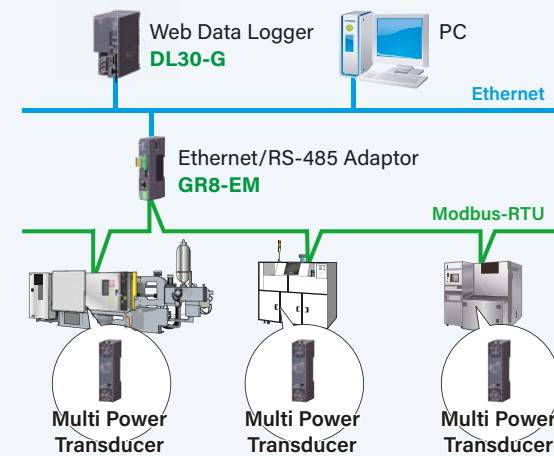 Web Data Logger
DL30-G
PC
Ethernet
Ethernet/RS-485 Adaptor
GR8-EM
Modbus-RTU
Multi Power
Transducer
Multi Power
Transducer
Multi Power
Transducer